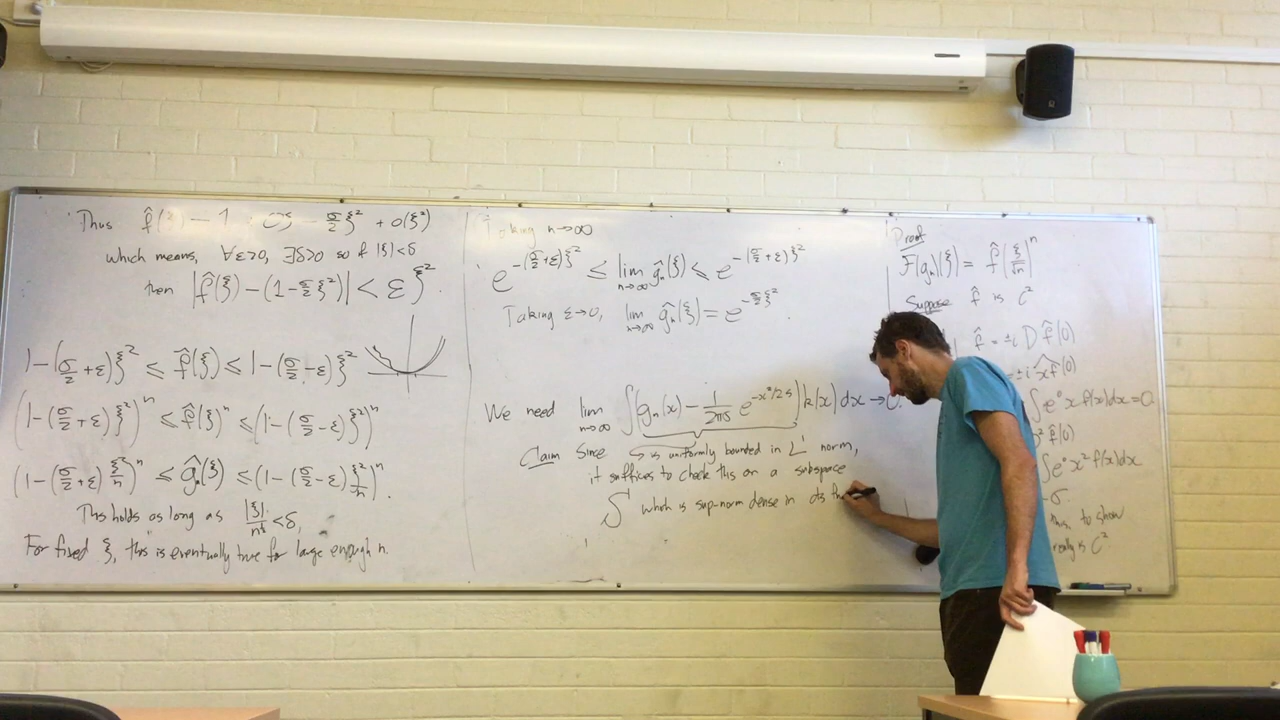 Thus f̂(ξ) − 1 + 0ξ − σ/2 ξ² + o(ξ²)
which means, ∀ε>0, ∃δ>0 so if |ξ|<δ
then |f̂(ξ) − (1 − σ/2 ξ²)| < ε ξ²
1 − (σ/2 + ε)ξ² ≤ f̂(ξ) ≤ 1 − (σ/2 − ε)ξ²
(1 − (σ/2 + ε)ξ²)ⁿ ≤ f̂(ξ)ⁿ ≤ (1 − (σ/2 − ε)ξ²)ⁿ
(1 − (σ/2 + ε) ξ²/n)ⁿ ≤ ĝₙ(ξ) ≤ (1 − (σ/2 − ε) ξ²/n)ⁿ.
This holds as long as |ξ|/n^½ < δ,
For fixed ξ, this is eventually true for large enough n.
Taking n→∞
e^{−(σ/2+ε)ξ²} ≤ lim n→∞ ĝₙ(ξ) ≤ e^{−(σ/2+ε)ξ²}
Taking ε→0, lim n→∞ ĝₙ(ξ) = e^{−σ/2 ξ²}.
We need lim n→∞ ∫(gₙ(x) − 1/2πs e^{−x²/2s}) k(x) dx → 0.
Claim Since ↳ is uniformly bounded in L¹ norm,
it suffices to check this on a subspace
S which is sup-norm dense in cts
Proof
F(gₙ)(ξ) = f̂(ξ/√n)ⁿ
Suppose f̂ is C²
f̂ = ±i D f̂(0)
= ±i x̂f(0)
∫e⁰ x f(x)dx = 0
f̂(0)
∫e⁰ x² f(x)dx
σ.
this, to show
really is C²